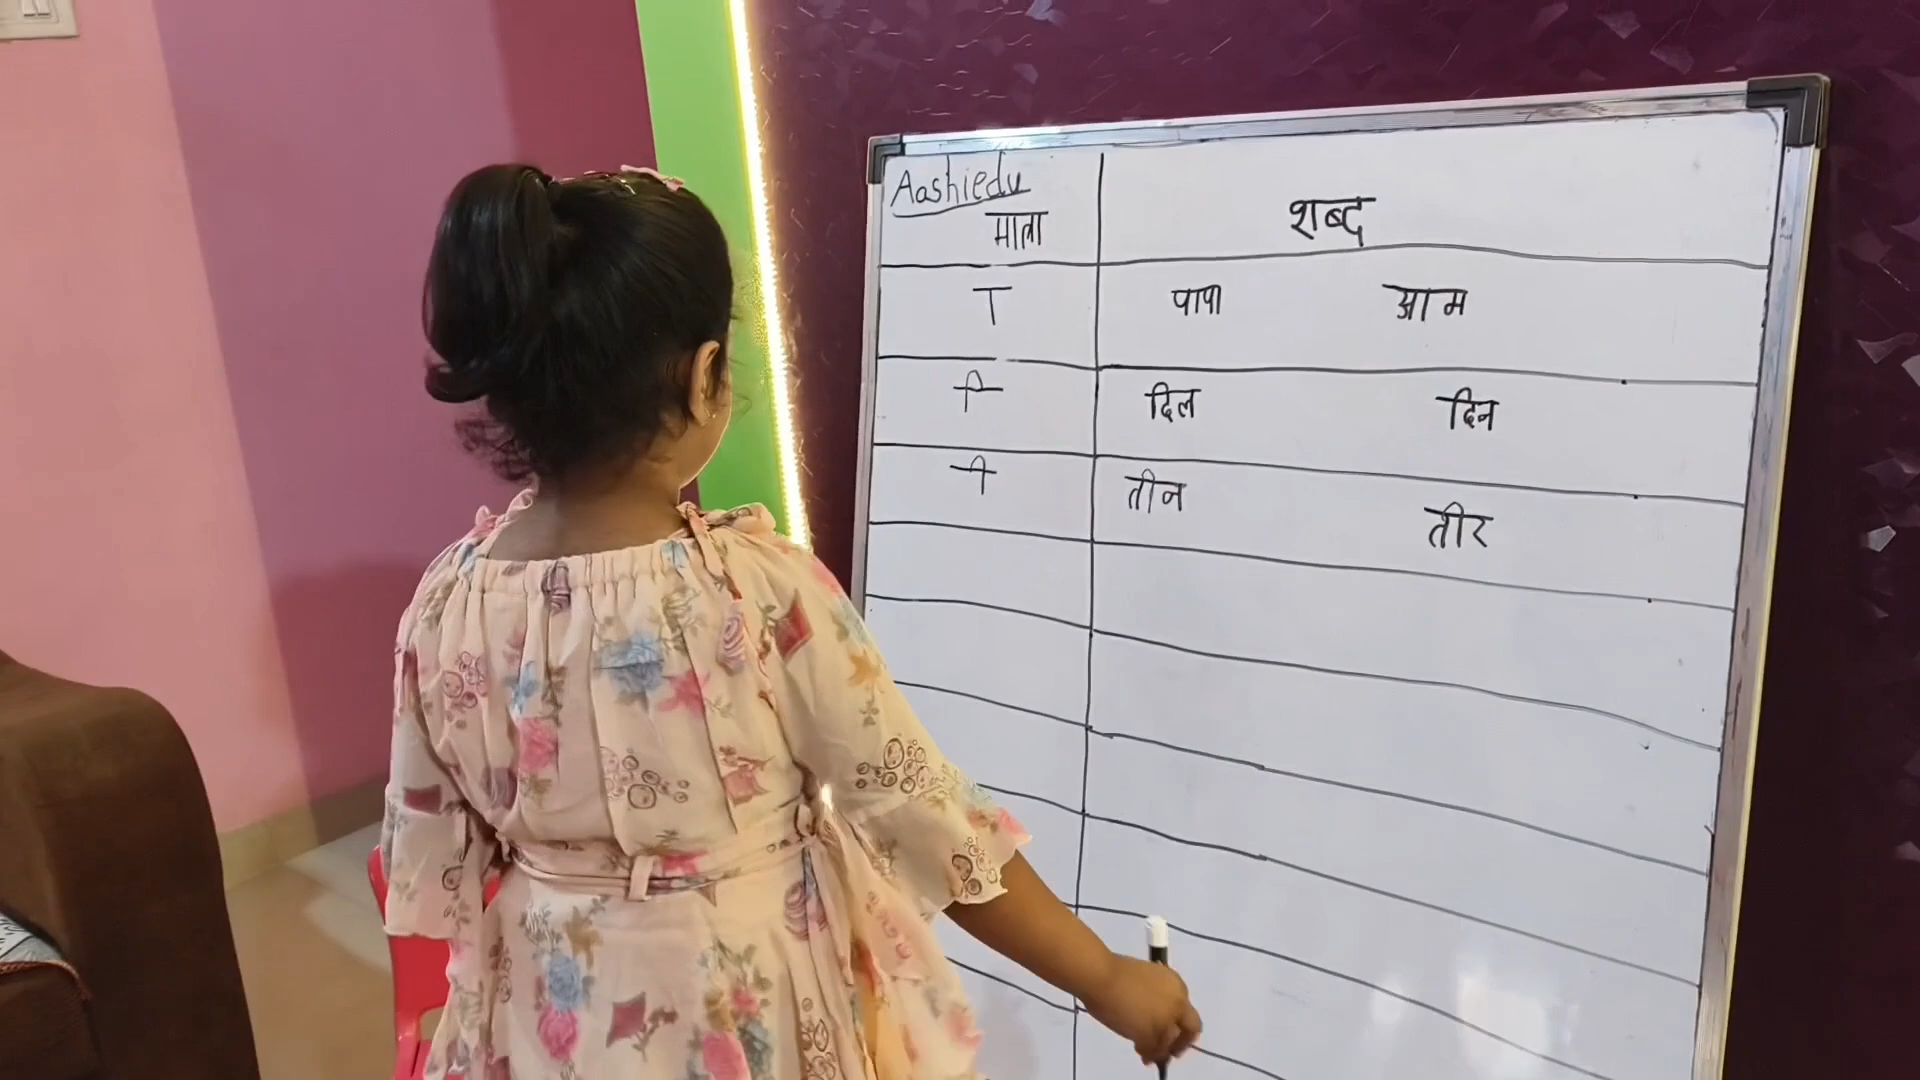 Aashiedu
मात्रा शब्द
ा पापा आम
ि दिल दिन
ी तीन तीर